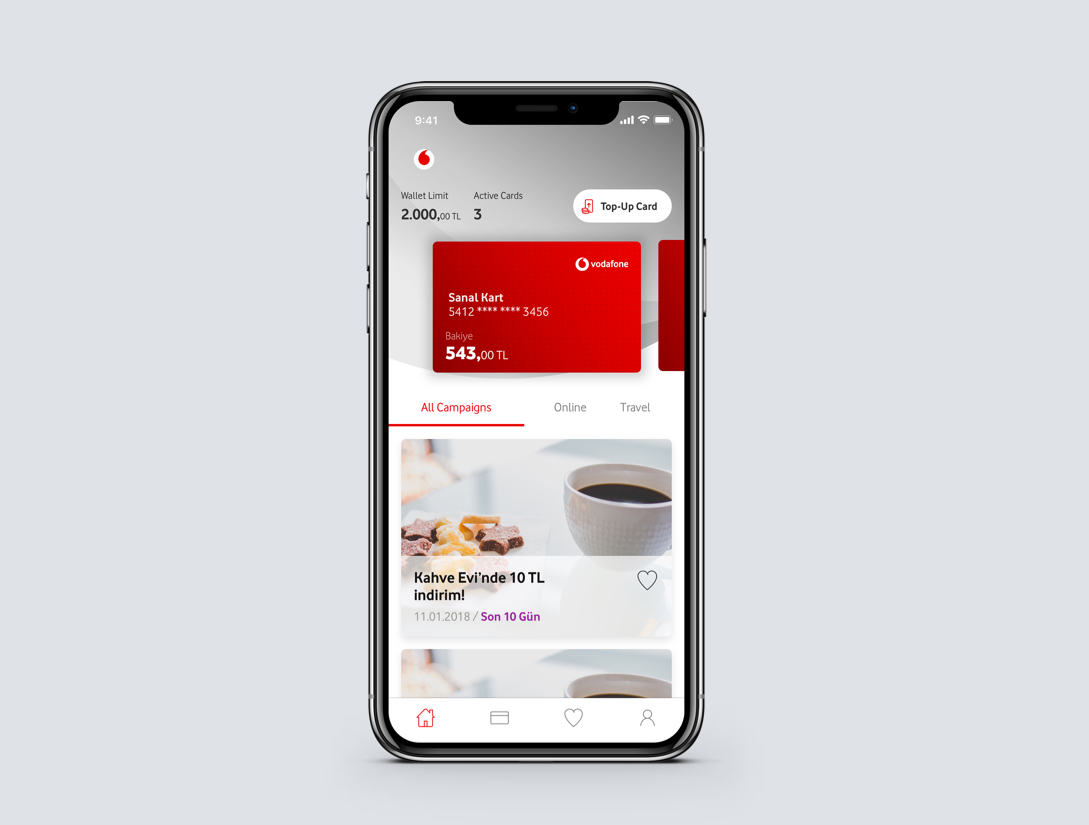 9:41
Wallet Limit
2.000,00 TL
Active Cards
3
Top-Up Card
vodafone
Sanal Kart
5412 **** **** 3456
Bakiye
543,00 TL
All Campaigns
Online
Travel
Kahve Evi'nde 10 TL
indirim!
11.01.2018 / Son 10 Gün